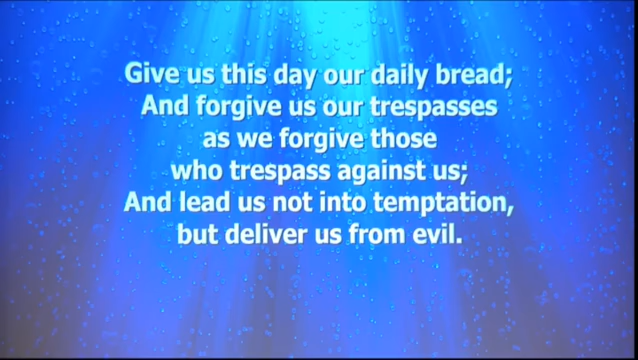 Give us this day our daily bread;
And forgive us our trespasses
as we forgive those
who trespass against us;
And lead us not into temptation,
but deliver us from evil.